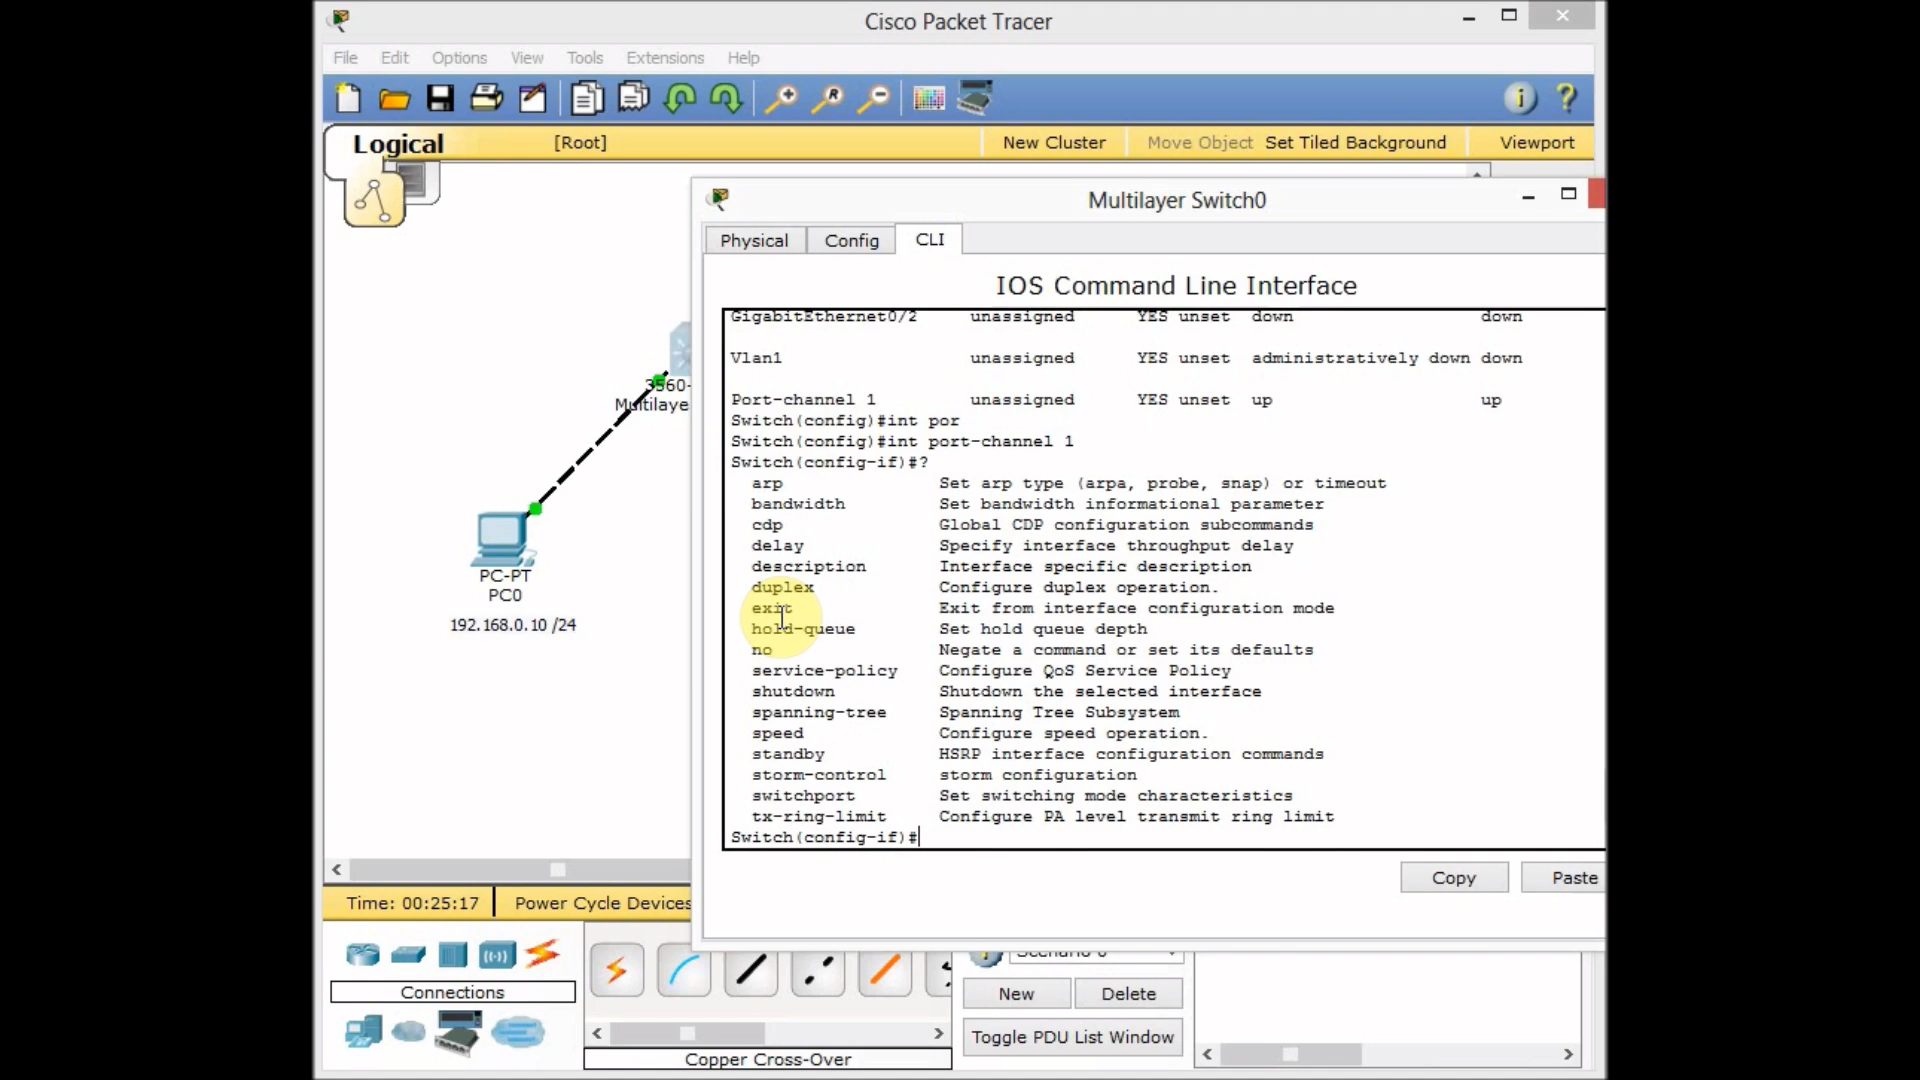 Cisco Packet Tracer
File Edit Options View Tools Extensions Help
Logical [Root] New Cluster Move Object Set Tiled Background Viewport
Multilayer Switch0
Physical Config CLI
IOS Command Line Interface
GigabitEthernet0/2 unassigned YES unset down down
Vlan1 unassigned YES unset administratively down down
Port-channel 1 unassigned YES unset up up
Switch(config)#int por
Switch(config)#int port-channel 1
Switch(config-if)#?
arp Set arp type (arpa, probe, snap) or timeout
bandwidth Set bandwidth informational parameter
cdp Global CDP configuration subcommands
delay Specify interface throughput delay
description Interface specific description
duplex Configure duplex operation.
exit Exit from interface configuration mode
hold-queue Set hold queue depth
no Negate a command or set its defaults
service-policy Configure QoS Service Policy
shutdown Shutdown the selected interface
spanning-tree Spanning Tree Subsystem
speed Configure speed operation.
standby HSRP interface configuration commands
storm-control storm configuration
switchport Set switching mode characteristics
tx-ring-limit Configure PA level transmit ring limit
Switch(config-if)#
3560-
Multilaye
PC-PT
PC0
192.168.0.10 /24
Copy Paste
Time: 00:25:17 Power Cycle Devices
Connections
Copper Cross-Over
New Delete
Toggle PDU List Window